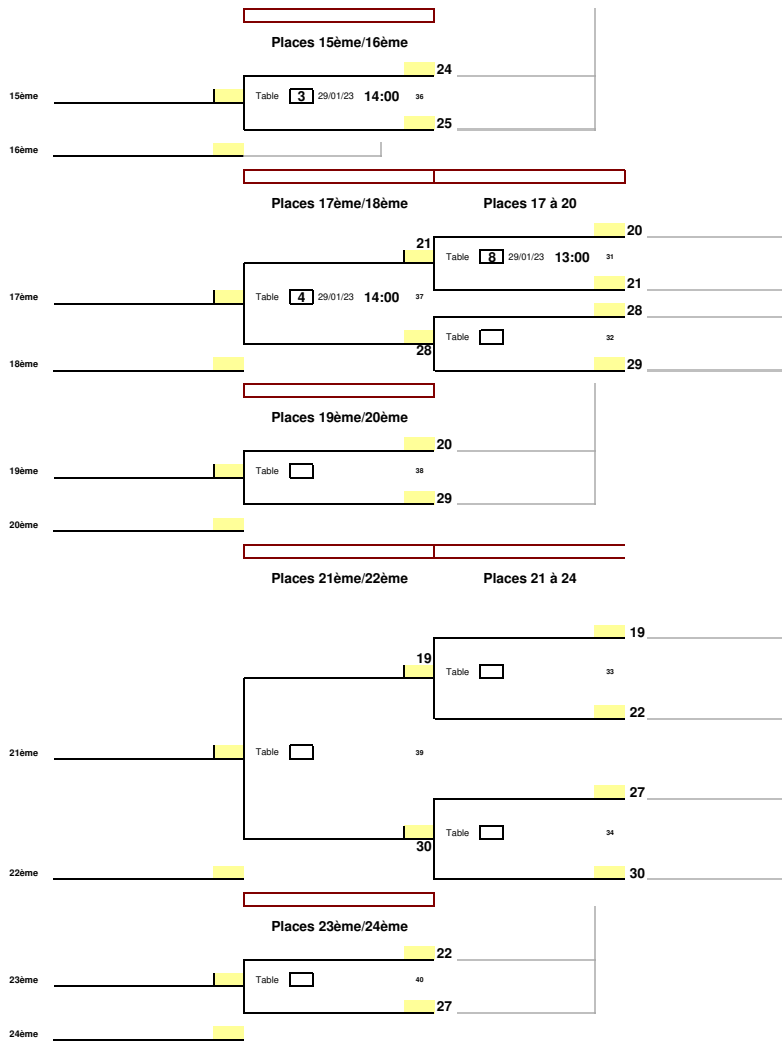 Places 15ème/16ème
24
15ème Table 3 29/01/23 14:00 36
25
16ème
Places 17ème/18ème Places 17 à 20
20
21 Table 8 29/01/23 13:00 31
21
17ème Table 4 29/01/23 14:00 37
28
Table 32
28
18ème 29
Places 19ème/20ème
20
19ème Table 38
29
20ème
Places 21ème/22ème Places 21 à 24
19
19
Table 33
22
21ème Table 39
27
Table 34
30
22ème 30
Places 23ème/24ème
22
23ème Table 40
27
24ème